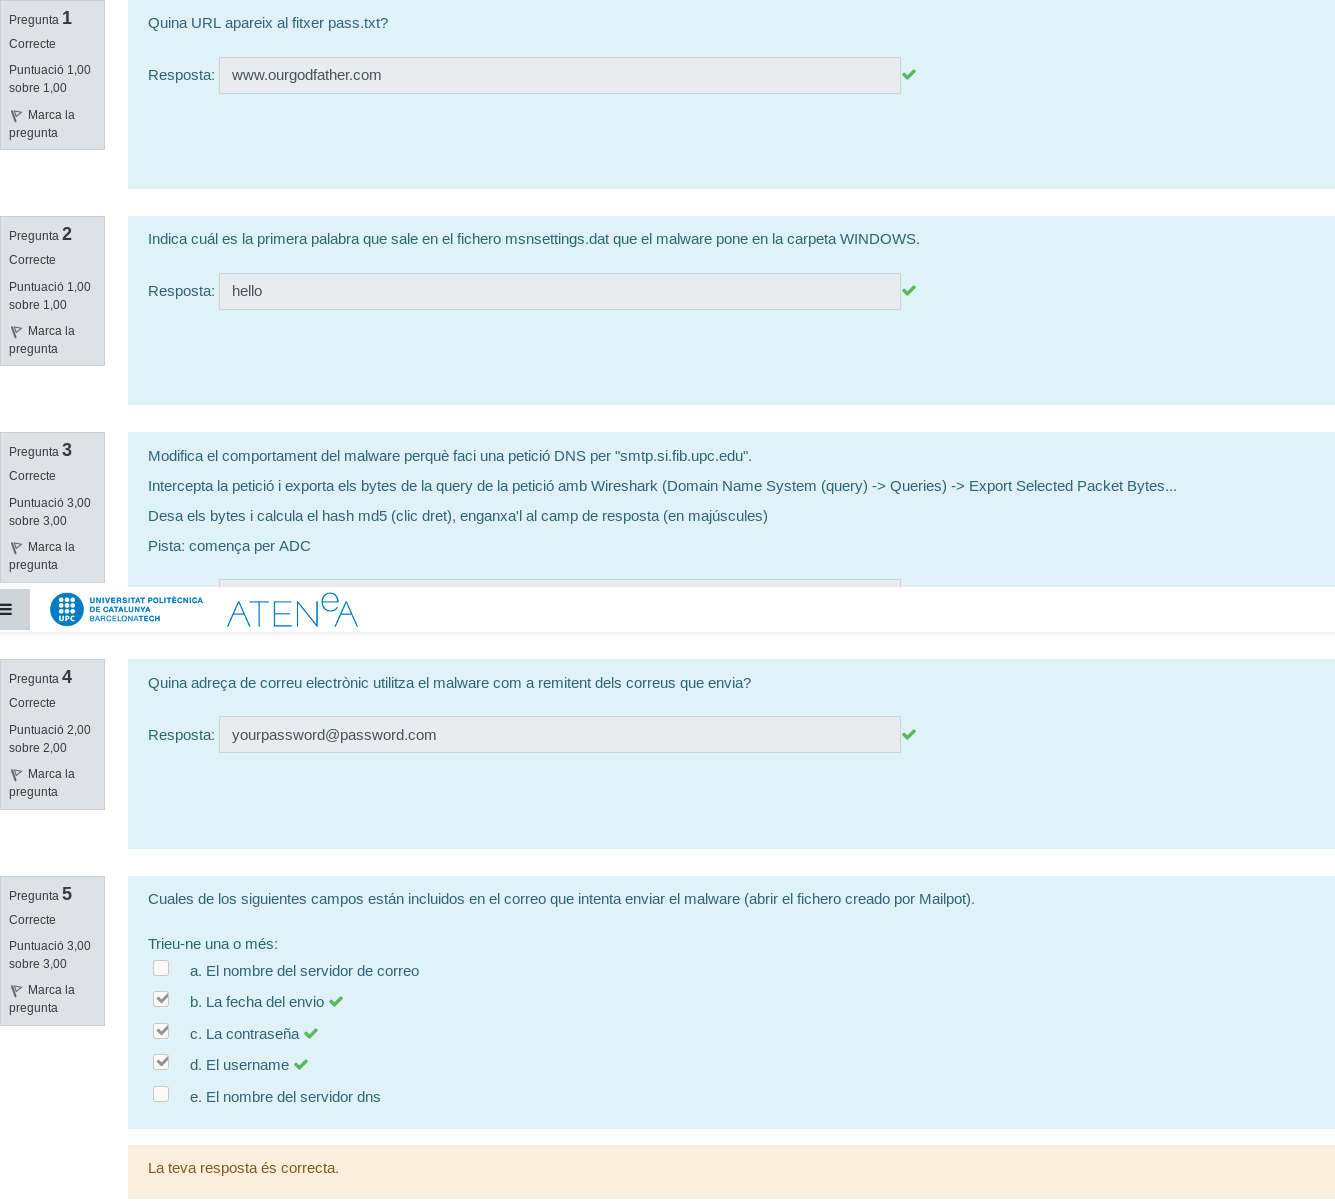 Pregunta 1
Correcte
Puntuació 1,00
sobre 1,00
Marca la
pregunta
Quina URL apareix al fitxer pass.txt?
Resposta: www.ourgodfather.com
Pregunta 2
Correcte
Puntuació 1,00
sobre 1,00
Marca la
pregunta
Indica cuál es la primera palabra que sale en el fichero msnsettings.dat que el malware pone en la carpeta WINDOWS.
Resposta: hello
Pregunta 3
Correcte
Puntuació 3,00
sobre 3,00
Marca la
pregunta
Modifica el comportament del malware perquè faci una petició DNS per "smtp.si.fib.upc.edu".
Intercepta la petició i exporta els bytes de la query de la petició amb Wireshark (Domain Name System (query) -> Queries) -> Export Selected Packet Bytes...
Desa els bytes i calcula el hash md5 (clic dret), enganxa'l al camp de resposta (en majúscules)
Pista: comença per ADC
UPC
UNIVERSITAT POLITÈCNICA
DE CATALUNYA
BARCELONATECH
ATENeA
Pregunta 4
Correcte
Puntuació 2,00
sobre 2,00
Marca la
pregunta
Quina adreça de correu electrònic utilitza el malware com a remitent dels correus que envia?
Resposta: yourpassword@password.com
Pregunta 5
Correcte
Puntuació 3,00
sobre 3,00
Marca la
pregunta
Cuales de los siguientes campos están incluidos en el correo que intenta enviar el malware (abrir el fichero creado por Mailpot).
Trieu-ne una o més:
a. El nombre del servidor de correo
b. La fecha del envio
c. La contraseña
d. El username
e. El nombre del servidor dns
La teva resposta és correcta.